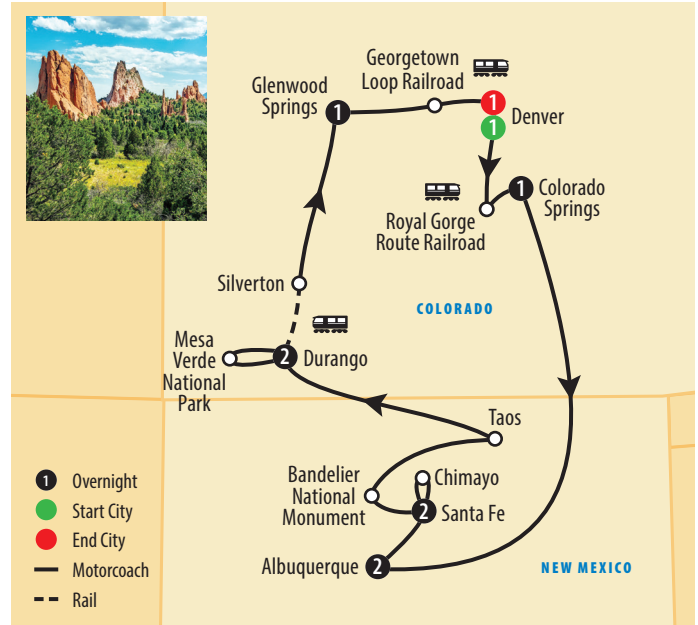 Georgetown
Loop Railroad
Glenwood
Springs
1
1
1
Denver
1
Colorado
Springs
Royal Gorge
Route Railroad
Silverton
COLORADO
Mesa
Verde
National
Park
2
Durango
Taos
Bandelier
National
Monument
Chimayo
2
Santa Fe
Albuquerque
2
NEW MEXICO
1
Overnight
Start City
End City
Motorcoach
Rail